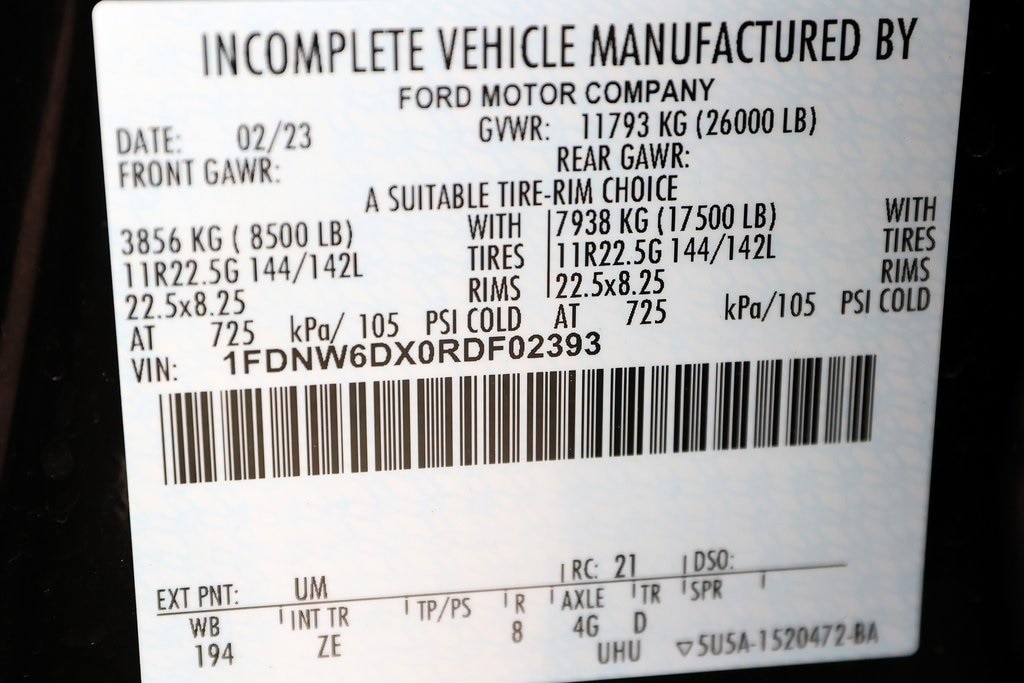 INCOMPLETE VEHICLE MANUFACTURED BY
FORD MOTOR COMPANY
DATE: 02/23 GVWR: 11793 KG (26000 LB)
FRONT GAWR: REAR GAWR:
A SUITABLE TIRE-RIM CHOICE
3856 KG ( 8500 LB) WITH 7938 KG (17500 LB) WITH
11R22.5G 144/142L TIRES 11R22.5G 144/142L TIRES
22.5x8.25 RIMS 22.5x8.25 RIMS
AT 725 kPa/ 105 PSI COLD AT 725 kPa/105 PSI COLD
VIN: 1FDNW6DX0RDF02393
EXT PNT: UM RC: 21 DSO:
WB INT TR TP/PS R AXLE TR SPR
194 ZE 8 4G D
UHU ▽5U5A-1520472-BA